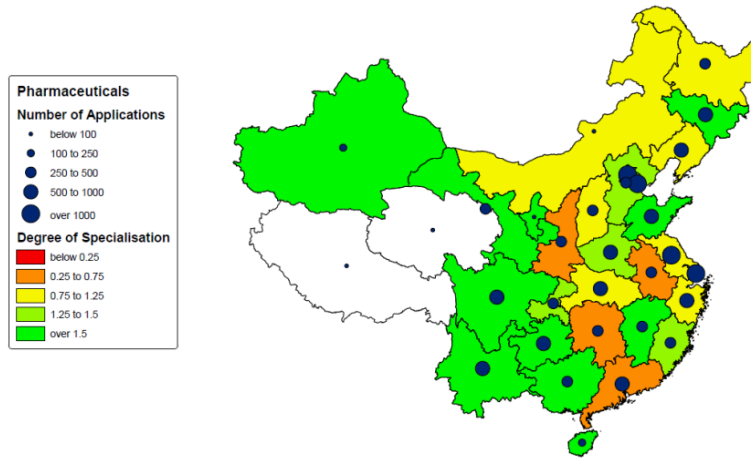 Pharmaceuticals
Number of Applications
below 100
100 to 250
250 to 500
500 to 1000
over 1000
Degree of Specialisation
below 0.25
0.25 to 0.75
0.75 to 1.25
1.25 to 1.5
over 1.5